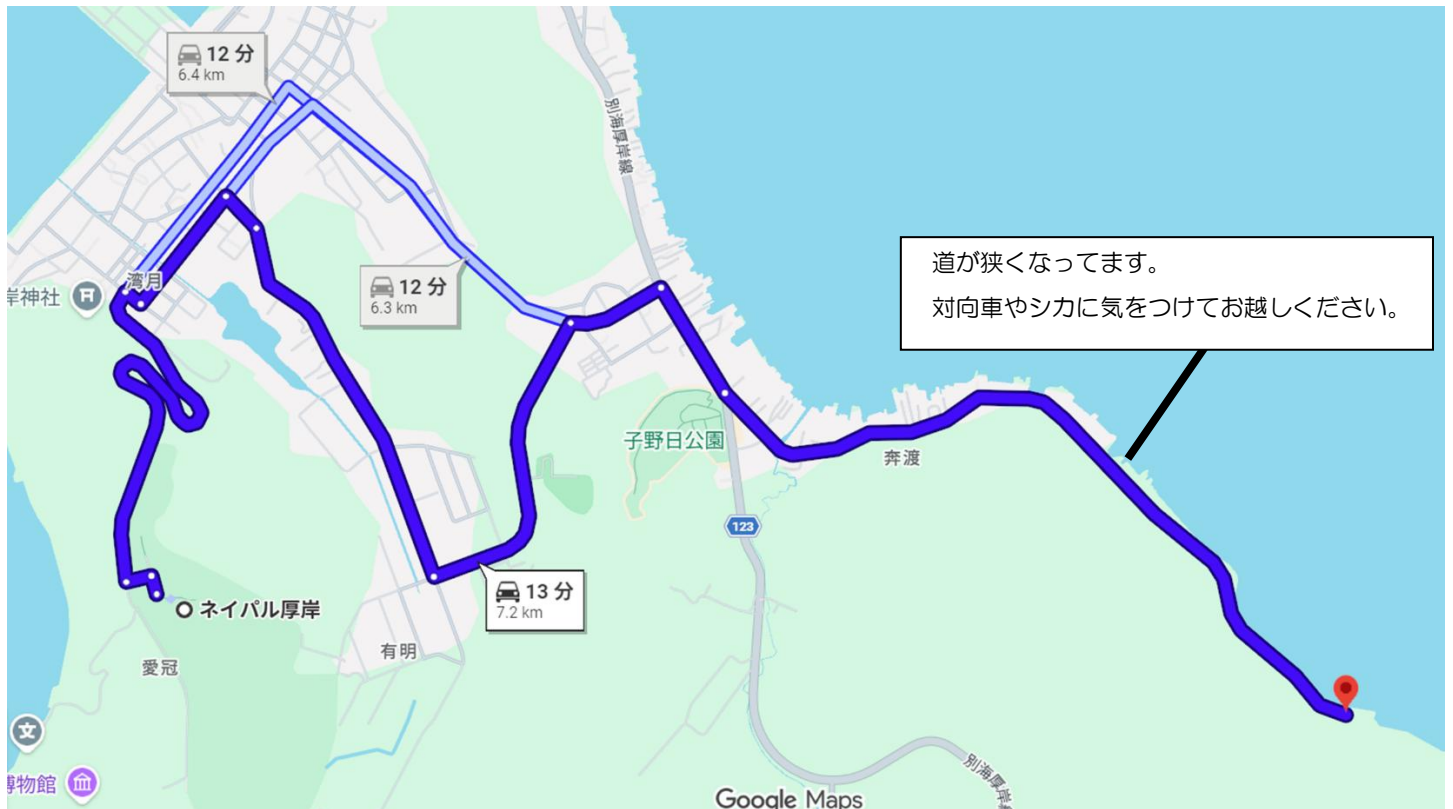 12 分
6.4 km
別海厚岸線
道が狭くなってます。
対向車やシカに気をつけてお越しください。
湾月
岸神社
12 分
6.3 km
子野日公園
奔渡
123
13 分
7.2 km
ネイパル厚岸
有明
愛冠
文
博物館
別海厚岸
Google Maps